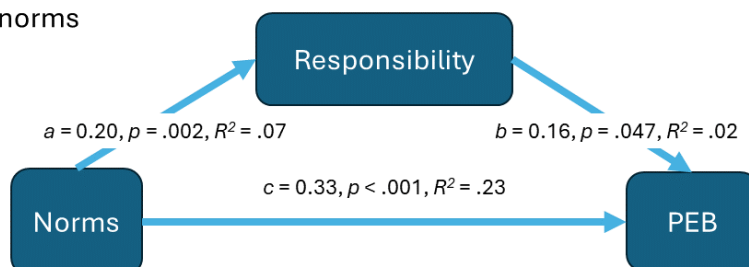 norms
Responsibility
a = 0.20, p = .002, R² = .07
b = 0.16, p = .047, R² = .02
c = 0.33, p < .001, R² = .23
Norms
PEB